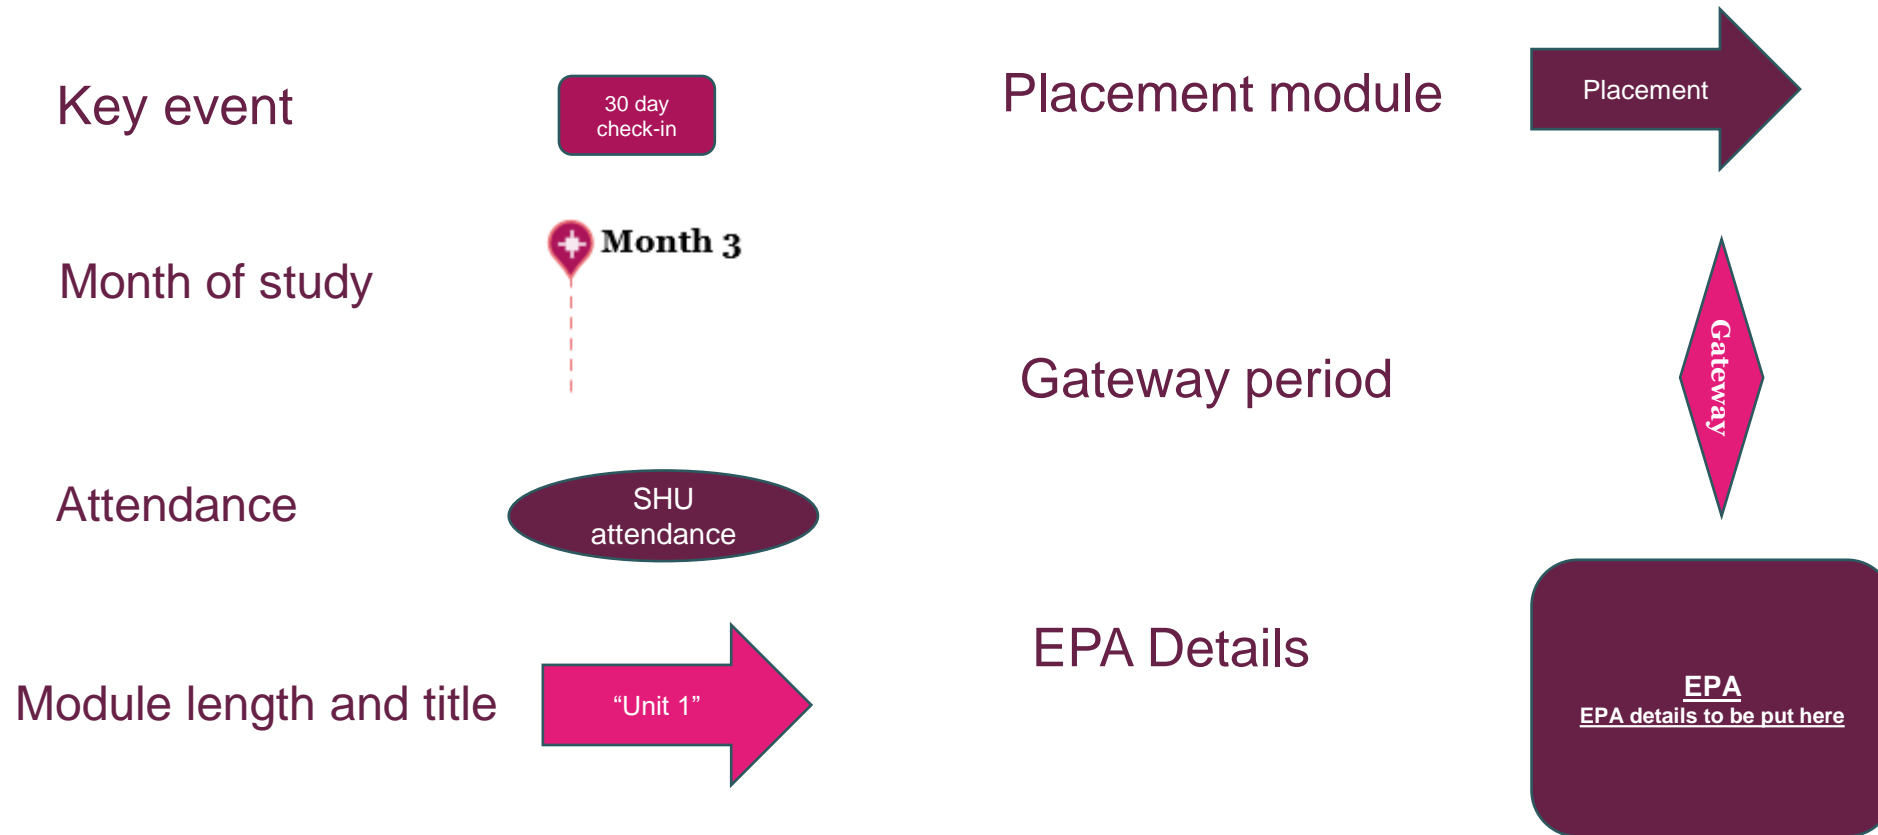 Key event
30 day
check-in
Month of study
Month 3
Attendance
SHU
attendance
Module length and title
“Unit 1”
Placement module
Placement
Gateway period
Gateway
EPA Details
EPA
EPA details to be put here